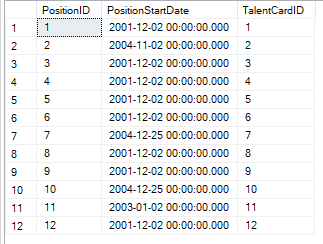 PositionID PositionStartDate TalentCardID
1 1 2001-12-02 00:00:00.000 1
2 2 2004-11-02 00:00:00.000 2
3 3 2001-12-02 00:00:00.000 3
4 4 2001-12-02 00:00:00.000 4
5 5 2001-12-02 00:00:00.000 5
6 6 2001-12-02 00:00:00.000 6
7 7 2004-12-25 00:00:00.000 7
8 8 2001-12-02 00:00:00.000 8
9 9 2001-12-02 00:00:00.000 9
10 10 2004-12-25 00:00:00.000 10
11 11 2003-01-02 00:00:00.000 11
12 12 2001-12-02 00:00:00.000 12